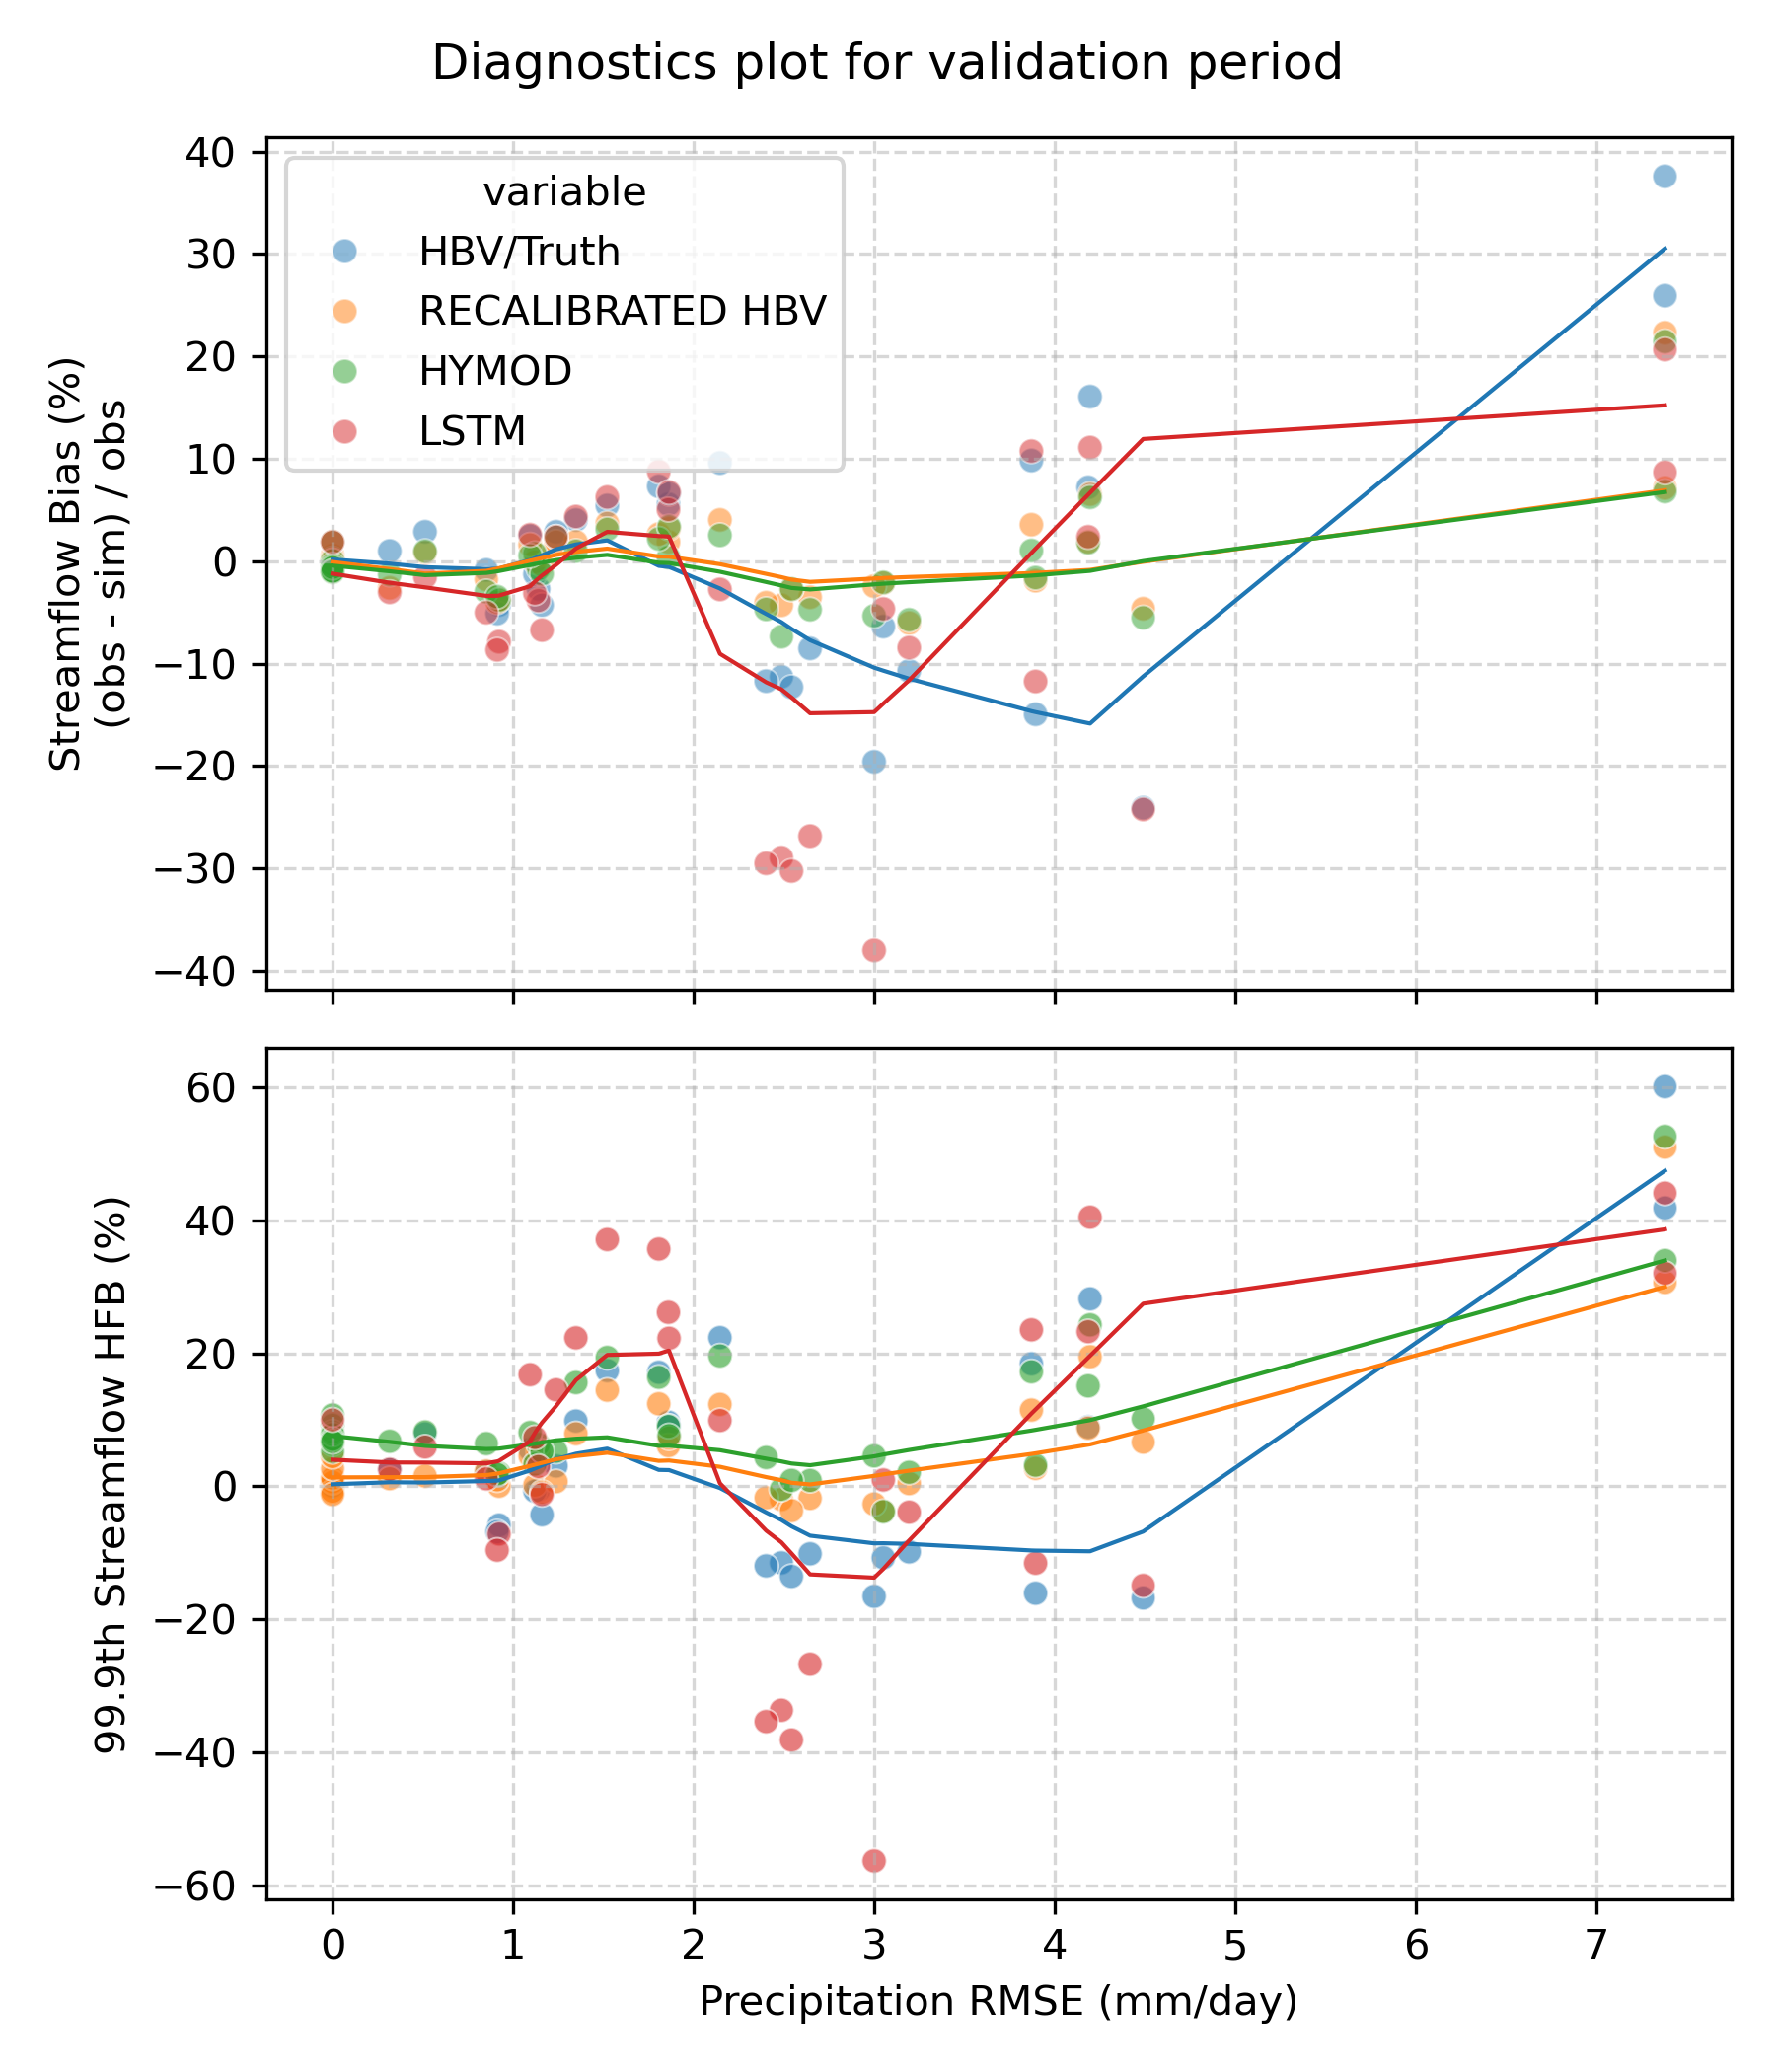 Diagnostics plot for validation period
Streamflow Bias (%)
(obs - sim) / obs
40
30
20
10
0
−10
−20
−30
−40
variable
HBV/Truth
RECALIBRATED HBV
HYMOD
LSTM
99.9th Streamflow HFB (%)
60
40
20
0
−20
−40
−60
0 1 2 3 4 5 6 7
Precipitation RMSE (mm/day)